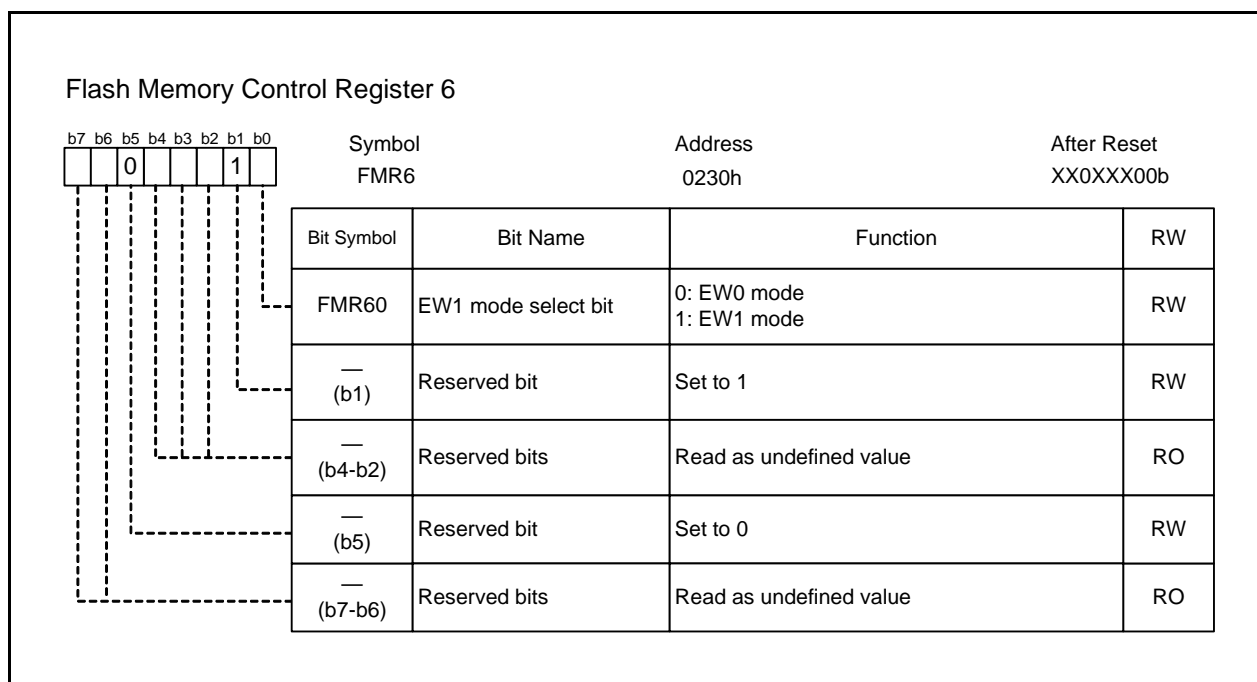 Flash Memory Control Register 6
b7 b6 b5 b4 b3 b2 b1 b0
0 1
Symbol Address After Reset
FMR6 0230h XX0XXX00b
Bit Symbol Bit Name Function RW
FMR60 EW1 mode select bit 0: EW0 mode RW
1: EW1 mode
—
(b1) Reserved bit Set to 1 RW
—
(b4-b2) Reserved bits Read as undefined value RO
—
(b5) Reserved bit Set to 0 RW
—
(b7-b6) Reserved bits Read as undefined value RO